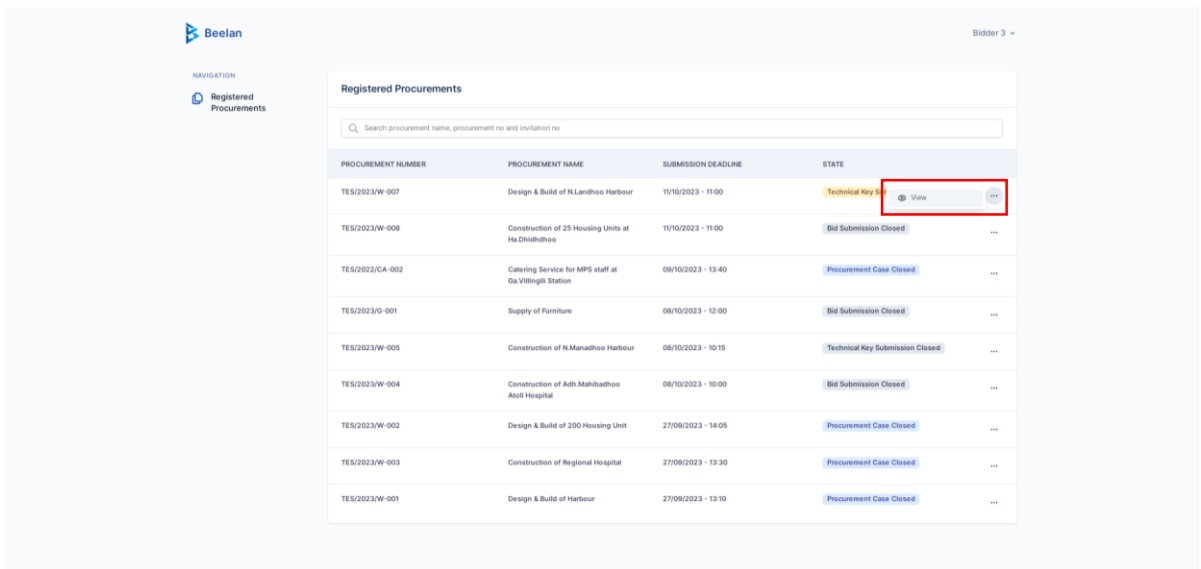 Beelan
Bidder 3
NAVIGATION
Registered
Procurements
Registered Procurements
Search procurement name, procurement no and invitation no
PROCUREMENT NUMBER PROCUREMENT NAME SUBMISSION DEADLINE STATE
TES/2023/W-007 Design & Build of N.Landhoo Harbour 11/10/2023 - 11:00 Technical Key View
TES/2023/W-008 Construction of 25 Housing Units at 11/10/2023 - 11:00 Bid Submission Closed
Ha.Dhidhdhoo
TES/2022/CA-002 Catering Service for MPS staff at 09/10/2023 - 13:40 Procurement Case Closed
Ga.Villingili Station
TES/2023/G-001 Supply of Furniture 08/10/2023 - 12:00 Bid Submission Closed
TES/2023/W-005 Construction of N.Manadhoo Harbour 08/10/2023 - 10:15 Technical Key Submission Closed
TES/2023/W-004 Construction of Adh.Mahibadhoo 08/10/2023 - 10:00 Bid Submission Closed
Atoll Hospital
TES/2023/W-002 Design & Build of 200 Housing Unit 27/09/2023 - 14:05 Procurement Case Closed
TES/2023/W-003 Construction of Regional Hospital 27/09/2023 - 13:30 Procurement Case Closed
TES/2023/W-001 Design & Build of Harbour 27/09/2023 - 13:10 Procurement Case Closed